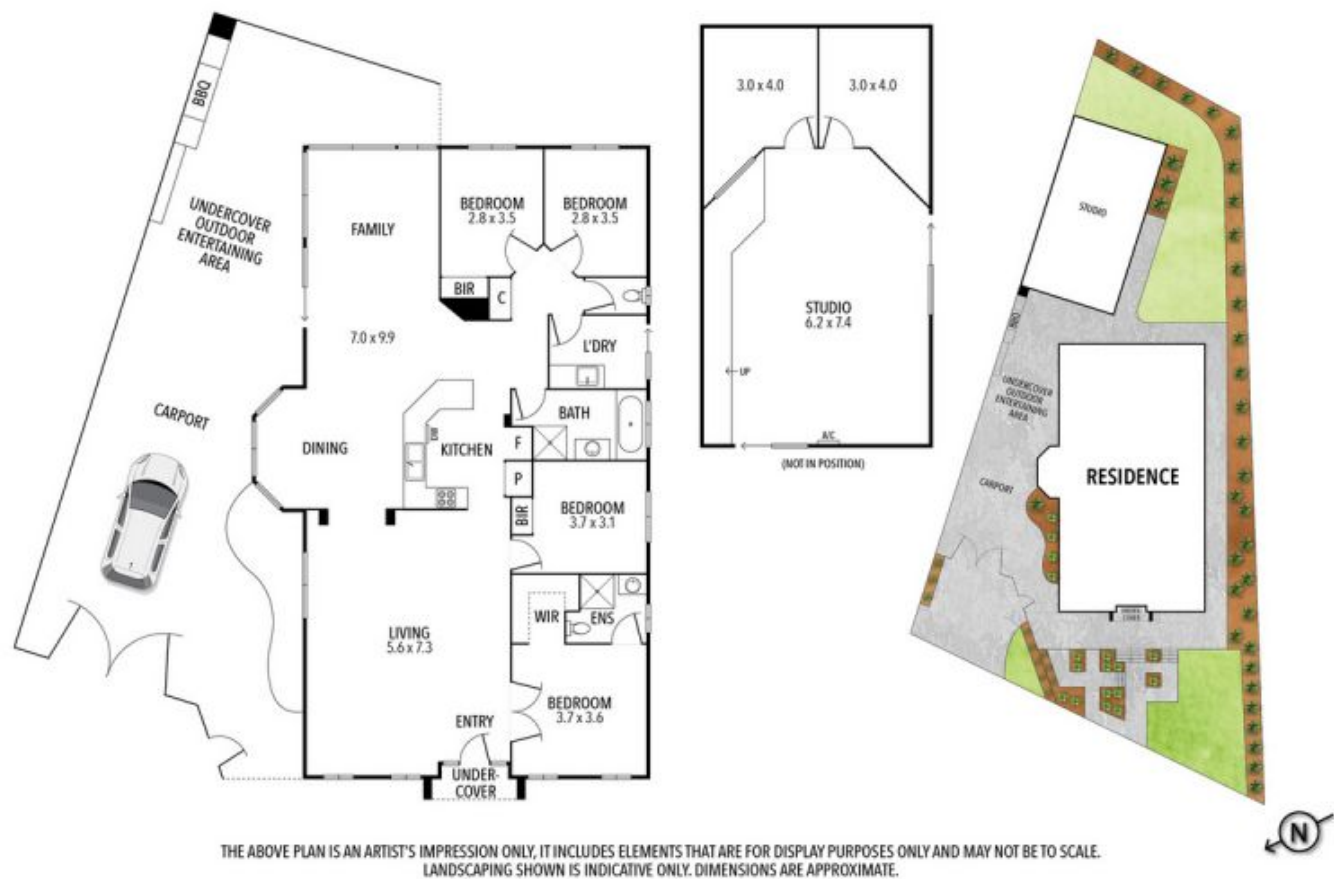 BBQ
UNDERCOVER
OUTDOOR
ENTERTAINING
AREA
CARPORT
FAMILY
7.0 x 9.9
DINING
BEDROOM
2.8 x 3.5
BEDROOM
2.8 x 3.5
BIR
C
L'DRY
BATH
DW
KITCHEN
F
P
BIR
BEDROOM
3.7 x 3.1
WIR
ENS
LIVING
5.6 x 7.3
BEDROOM
3.7 x 3.6
ENTRY
UNDER-
COVER
3.0 x 4.0
3.0 x 4.0
STUDIO
6.2 x 7.4
UP
A/C
(NOT IN POSITION)
STUDIO
BBQ
UNDERCOVER
OUTDOOR
ENTERTAINING
AREA
CARPORT
RESIDENCE
UNDER-
COVER
N
THE ABOVE PLAN IS AN ARTIST'S IMPRESSION ONLY, IT INCLUDES ELEMENTS THAT ARE FOR DISPLAY PURPOSES ONLY AND MAY NOT BE TO SCALE.
LANDSCAPING SHOWN IS INDICATIVE ONLY. DIMENSIONS ARE APPROXIMATE.